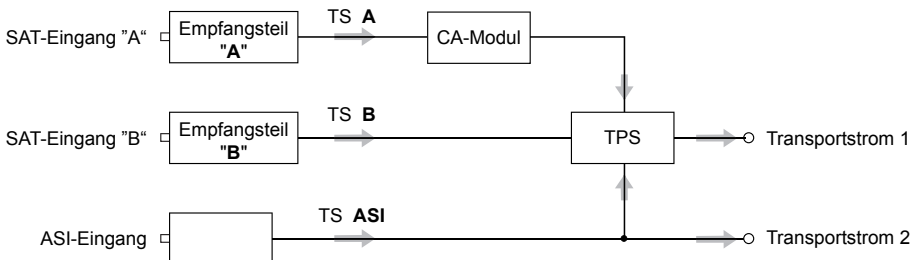 TS A
SAT-Eingang ”A“
Empfangsteil
"A"
CA-Modul
TS B
SAT-Eingang ”B“
Empfangsteil
"B"
TPS
Transportstrom 1
TS ASI
ASI-Eingang
Transportstrom 2